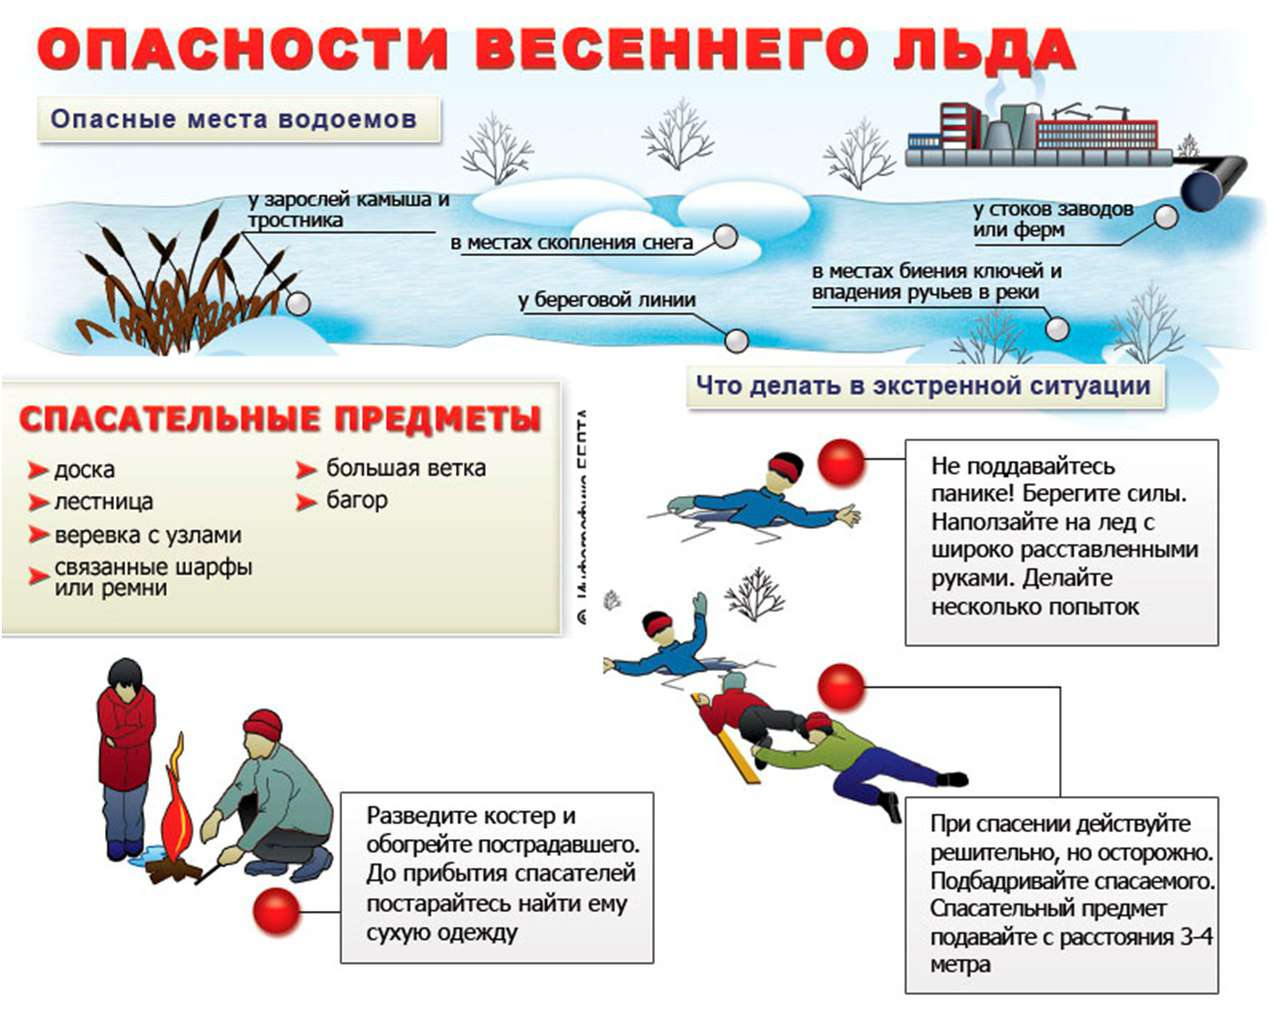 ОПАСНОСТИ ВЕСЕННЕГО ЛЬДА
Опасные места водоемов
у зарослей камыша и
тростника
в местах скопления снега
у береговой линии
у стоков заводов
или ферм
в местах биения ключей и
впадения ручьев в реки
СПАСАТЕЛЬНЫЕ ПРЕДМЕТЫ
доска
лестница
веревка с узлами
связанные шарфы
или ремни
большая ветка
багор
Что делать в экстренной ситуации
Не поддавайтесь
панике! Берегите силы.
Наползайте на лед с
широко расставленными
руками. Делайте
несколько попыток
При спасении действуйте
решительно, но осторожно.
Подбадривайте спасаемого.
Спасательный предмет
подавайте с расстояния 3-4
метра
Разведите костер и
обогрейте пострадавшего.
До прибытия спасателей
постарайтесь найти ему
сухую одежду
©